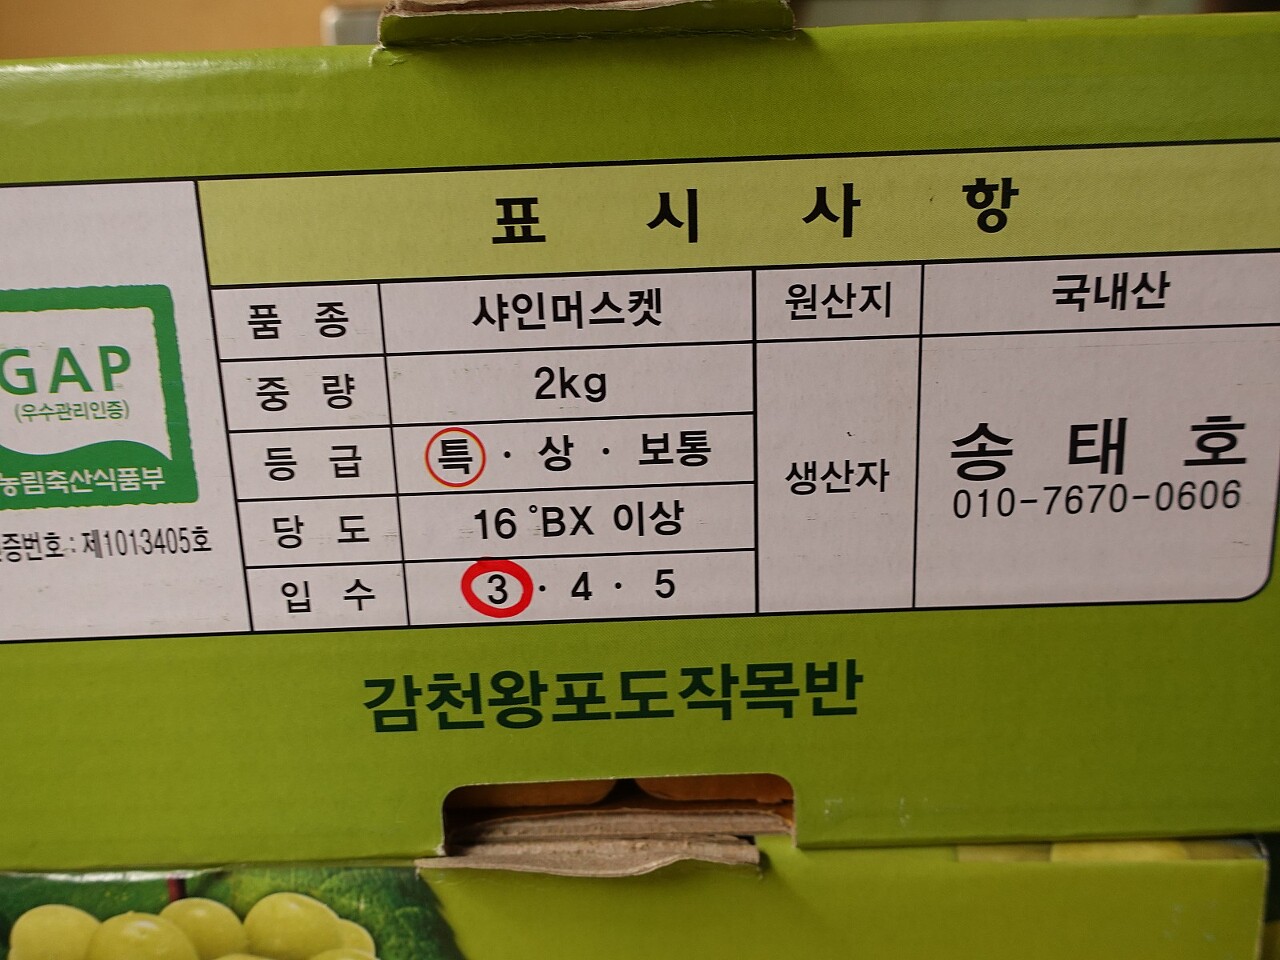 표 시 사 항
GAP
(우수관리인증)
농림축산식품부
증번호 : 제1013405호
품 종 샤인머스켓 원산지 국내산
중 량 2kg
등 급 특 · 상 · 보통
당 도 16 °BX 이상
입 수 3 · 4 · 5
생산자 송 태 호
010-7670-0606
감천왕포도작목반